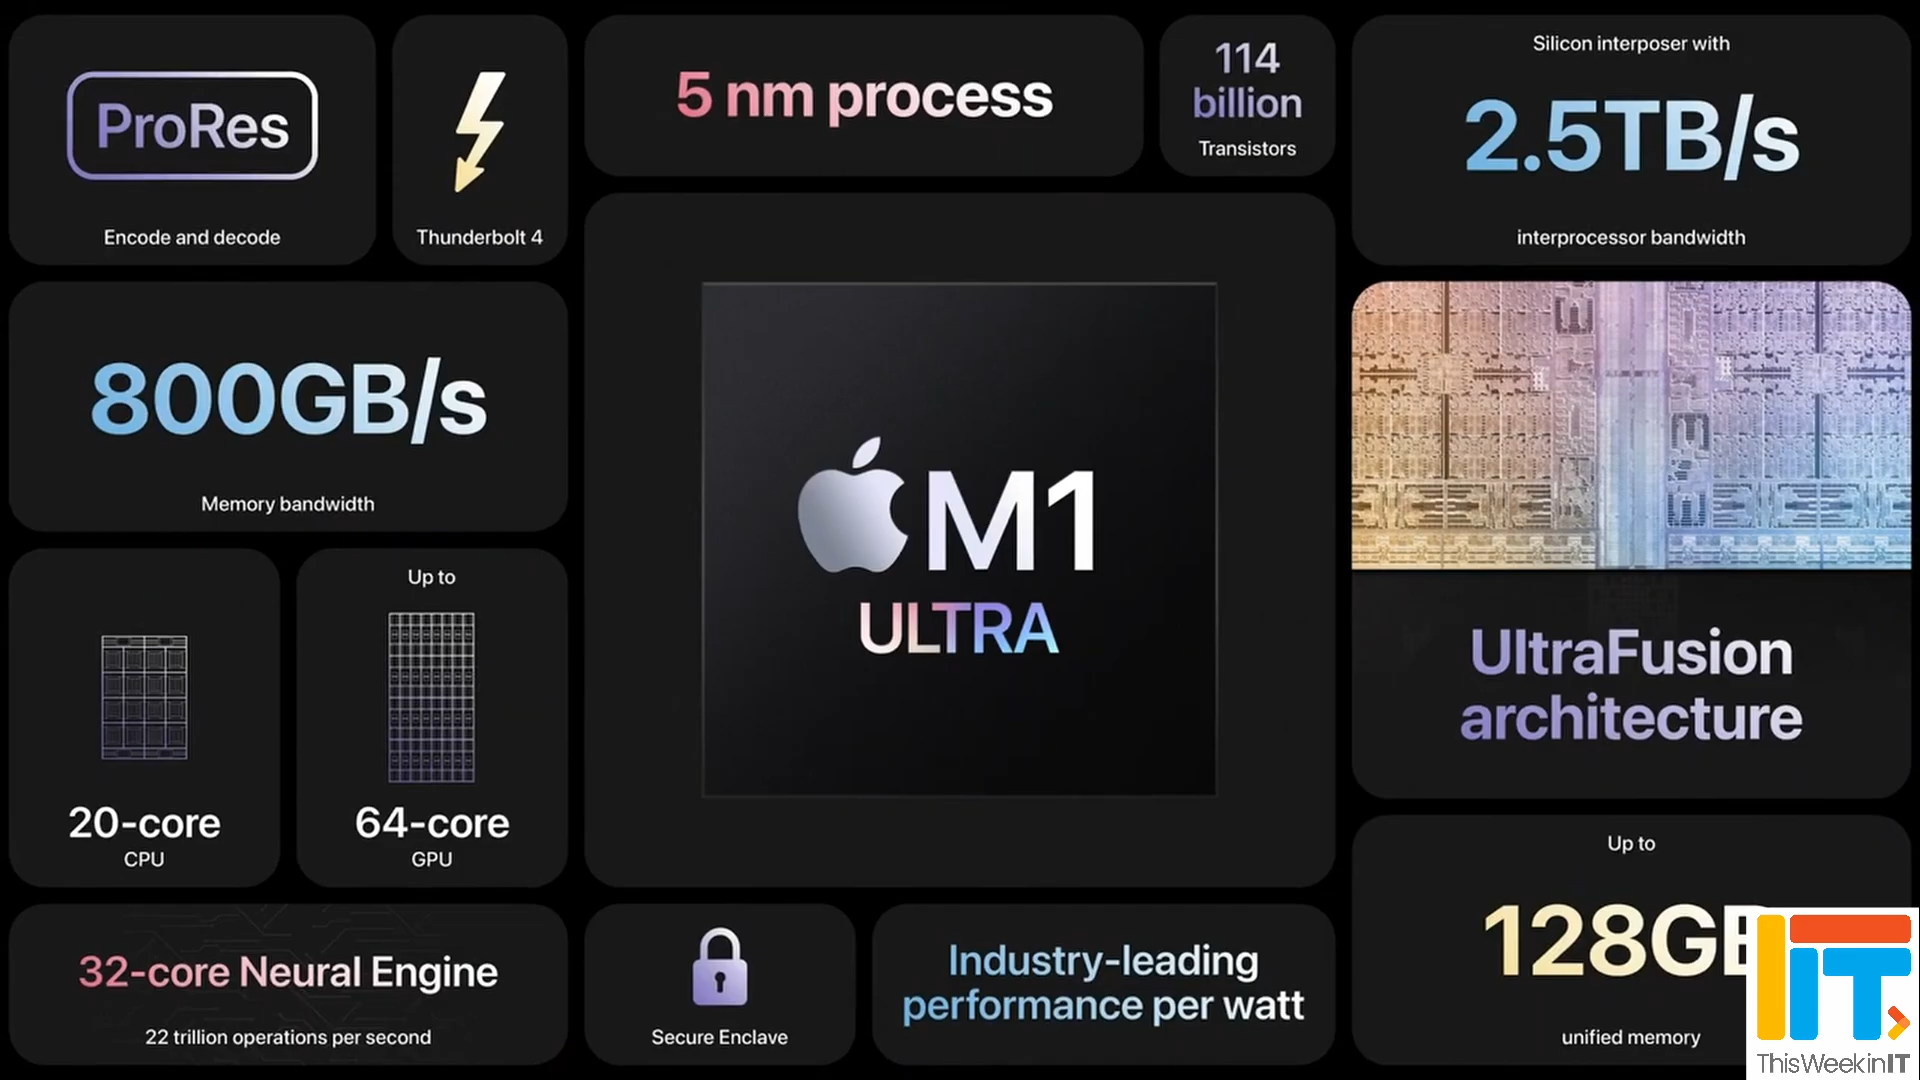 ProRes
Encode and decode
Thunderbolt 4
5 nm process
114
billion
Transistors
Silicon interposer with
2.5TB/s
interprocessor bandwidth
800GB/s
Memory bandwidth
M1
ULTRA
UltraFusion
architecture
20-core
CPU
Up to
64-core
GPU
Up to
128GB
unified memory
32-core Neural Engine
22 trillion operations per second
Secure Enclave
Industry-leading
performance per watt
IT
ThisWeekinIT